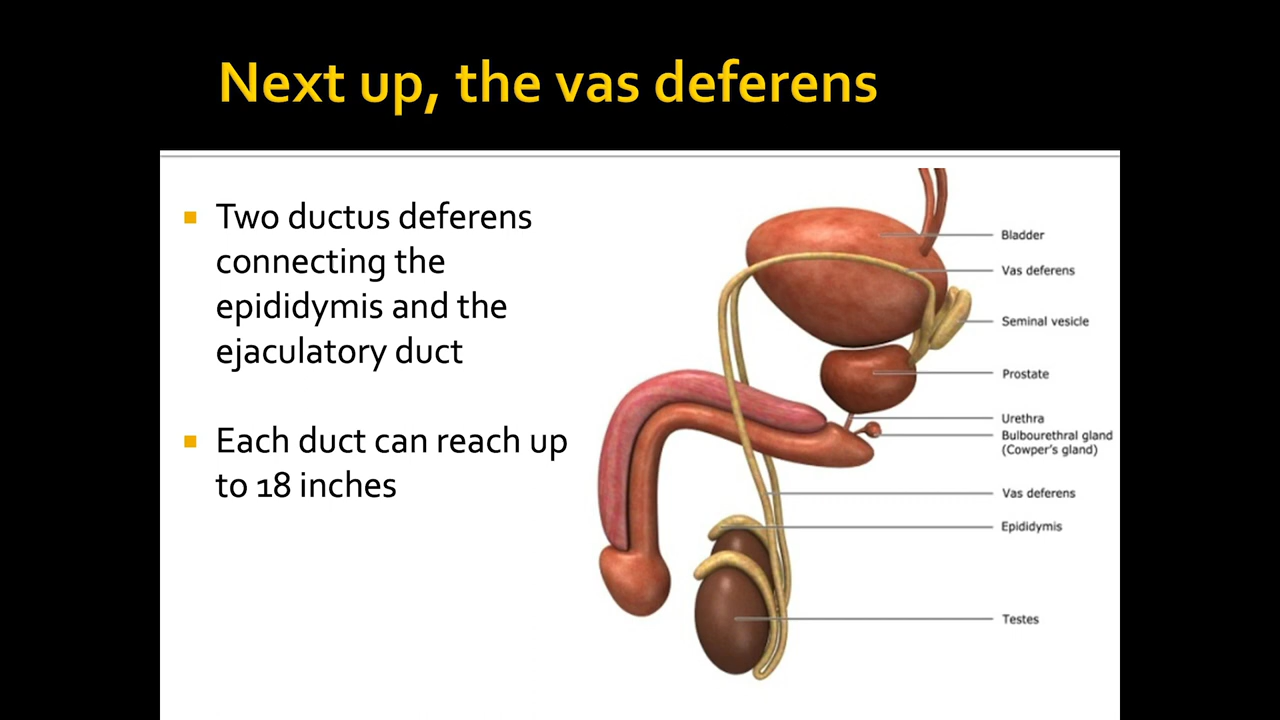 Next up, the vas deferens
Two ductus deferens
connecting the
epididymis and the
ejaculatory duct
Each duct can reach up
to 18 inches
Bladder
Vas deferens
Seminal vesicle
Prostate
Urethra
Bulbourethral gland
(Cowper's gland)
Vas deferens
Epididymis
Testes